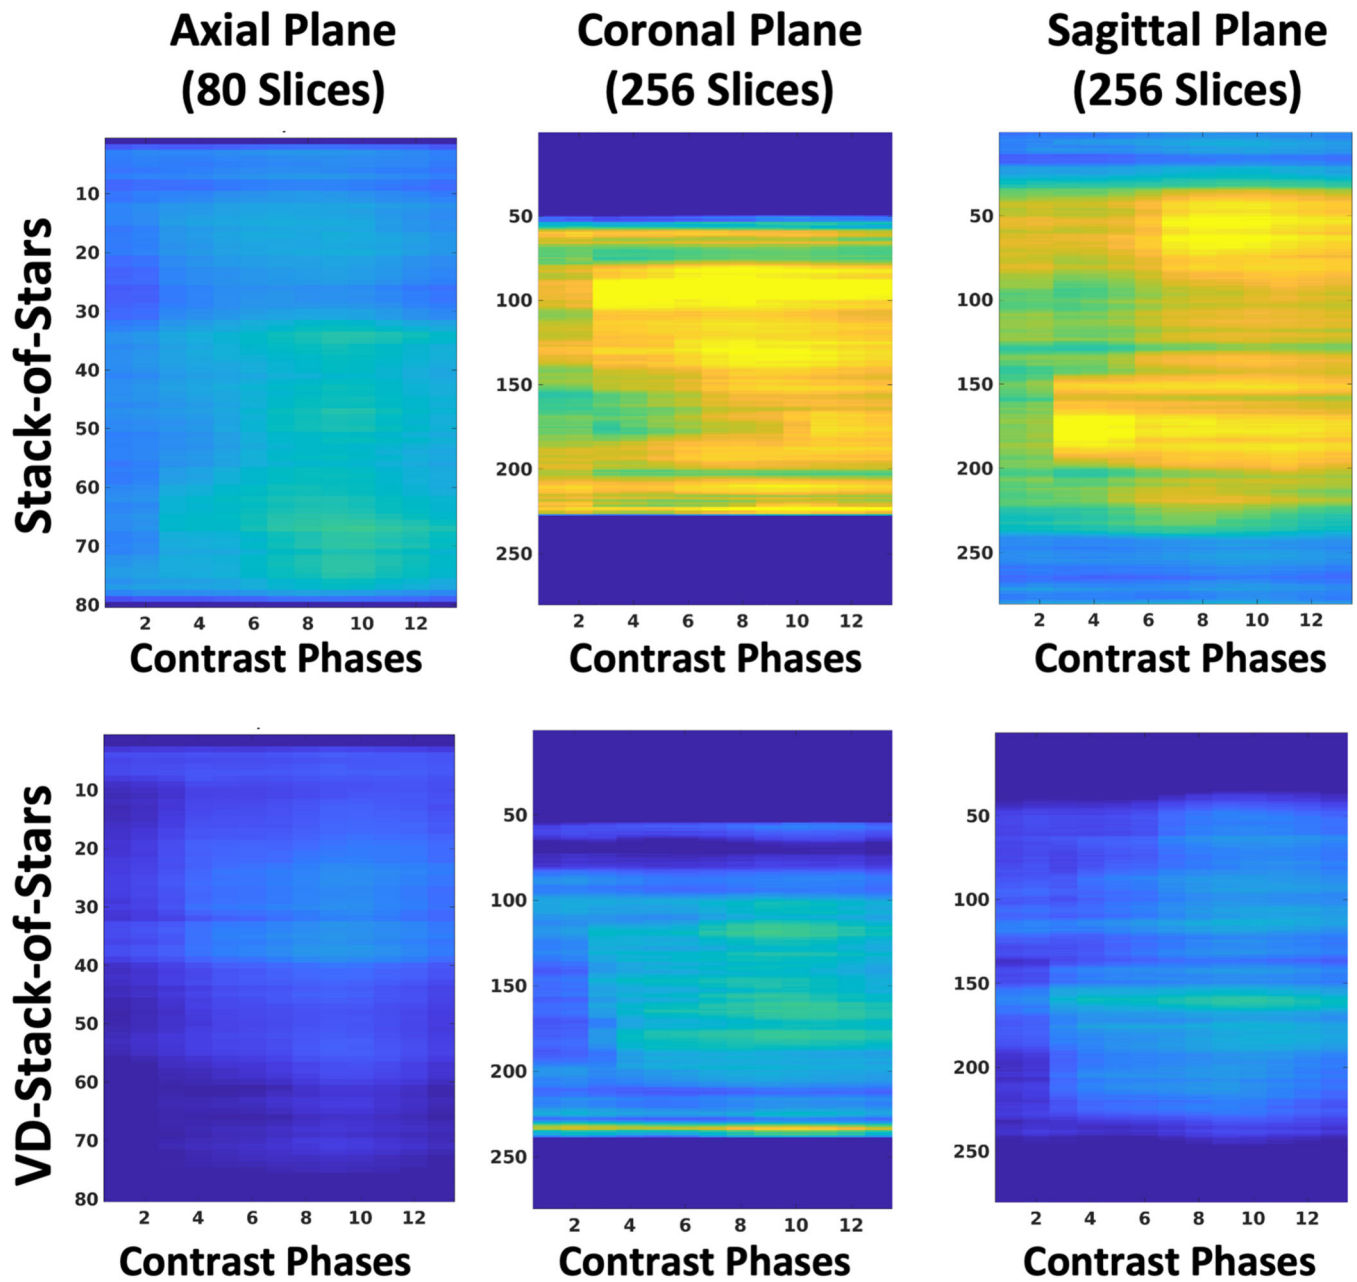 Axial Plane
(80 Slices)
Coronal Plane
(256 Slices)
Sagittal Plane
(256 Slices)
Stack-of-Stars
10
20
30
40
50
60
70
80
2 4 6 8 10 12
Contrast Phases
50
100
150
200
250
2 4 6 8 10 12
Contrast Phases
50
100
150
200
250
2 4 6 8 10 12
Contrast Phases
VD-Stack-of-Stars
10
20
30
40
50
60
70
80
2 4 6 8 10 12
Contrast Phases
50
100
150
200
250
2 4 6 8 10 12
Contrast Phases
50
100
150
200
250
2 4 6 8 10 12
Contrast Phases